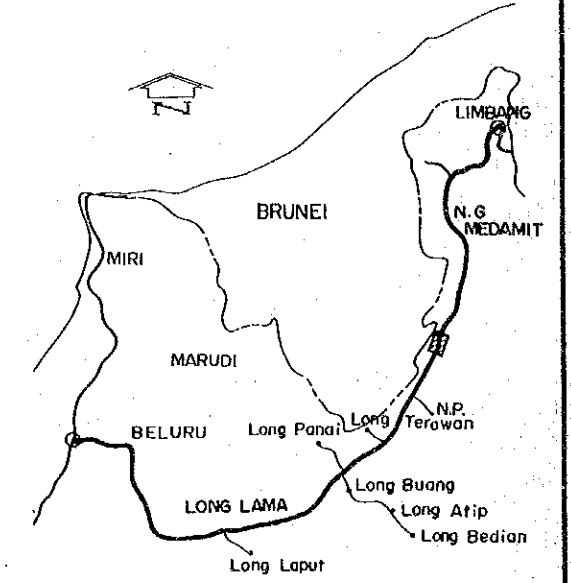 N
LIMBANG
BRUNEI
N.G
MEDAMIT
MIRI
MARUDI
N.P.
BELURU
Long Panai
Long Terawan
Long Buang
LONG LAMA
Long Atip
Long Bedian
Long Laput